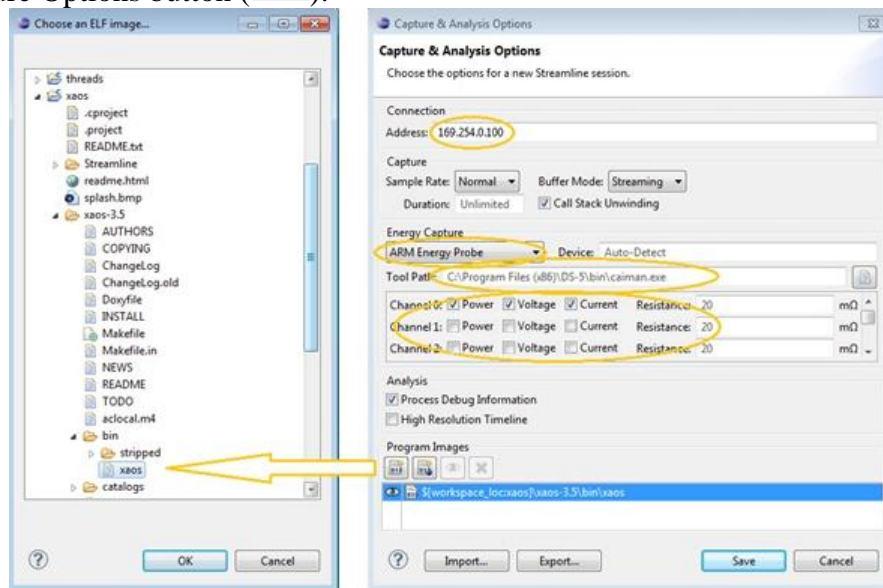 Options button (
Choose an ELF image...
threads
xaos
.cproject
.project
README.txt
Streamline
readme.html
splash.bmp
xaos-3.5
AUTHORS
COPYING
ChangeLog
ChangeLog.old
Doxyfile
INSTALL
Makefile
Makefile.in
NEWS
README
TODO
aclocal.m4
bin
stripped
xaos
catalogs
OK Cancel
Capture & Analysis Options
Capture & Analysis Options
Choose the options for a new Streamline session.
Connection
Address: 169.254.0.100
Capture
Sample Rate: Normal Buffer Mode: Streaming
Duration: Unlimited Call Stack Unwinding
Energy Capture
ARM Energy Probe Device: Auto-Detect
Tool Path: C:\Program Files (x86)\DS-5\bin\caiman.exe
Channel 0: Power Voltage Current Resistance: 20 mΩ
Channel 1: Power Voltage Current Resistance: 20 mΩ
Channel 2: Power Voltage Current Resistance: 20 mΩ
Analysis
Process Debug Information
High Resolution Timeline
Program Images
${workspace_loc:xaos}\xaos-3.5\bin\xaos
Import... Export... Save Cancel